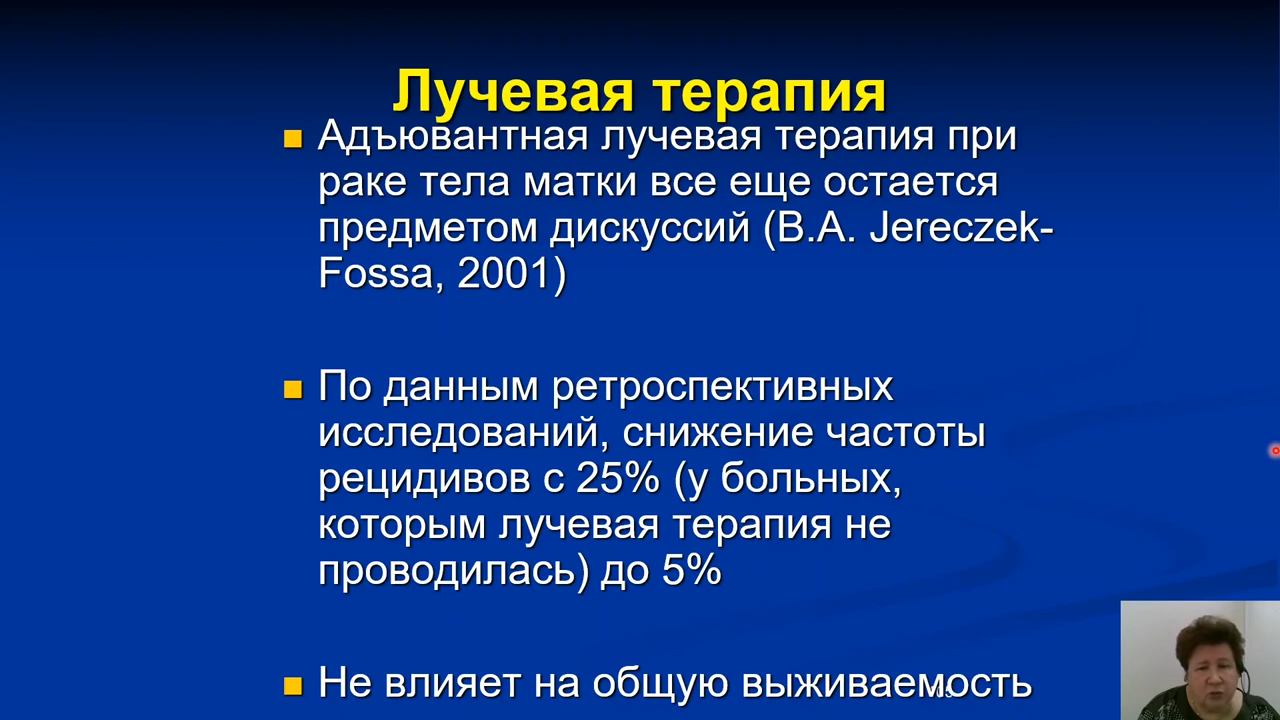 Лучевая терапия
Адъювантная лучевая терапия при
раке тела матки все еще остается
предметом дискуссий (B.A. Jereczek-
Fossa, 2001)
По данным ретроспективных
исследований, снижение частоты
рецидивов с 25% (у больных,
которым лучевая терапия не
проводилась) до 5%
Не влияет на общую выживаемость